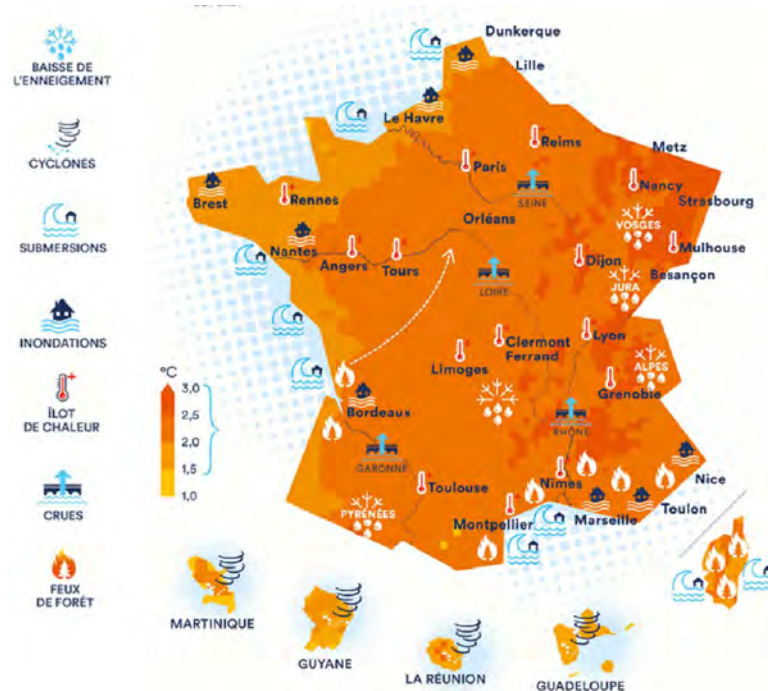 BAISSE DE
L'ENNEIGEMENT
CYCLONES
SUBMERSIONS
INONDATIONS
ÎLOT
DE CHALEUR
CRUES
FEUX
DE FORÊT
°C
3,0
2,5
2,0
1,5
1,0
Dunkerque
Lille
Le Havre
Reims
Metz
Paris
Nancy
Strasbourg
Brest
Rennes
SEINE
VOSGES
Orléans
Nantes
Angers
Tours
Dijon
Mulhouse
Besançon
JURA
LOIRE
Lyon
Clermont
Ferrand
Limoges
ALPES
Grenoble
Bordeaux
RHÔNE
GARONNE
Nîmes
Nice
Toulouse
Toulon
PYRÉNÉES
Montpellier
Marseille
MARTINIQUE
GUYANE
LA RÉUNION
GUADELOUPE